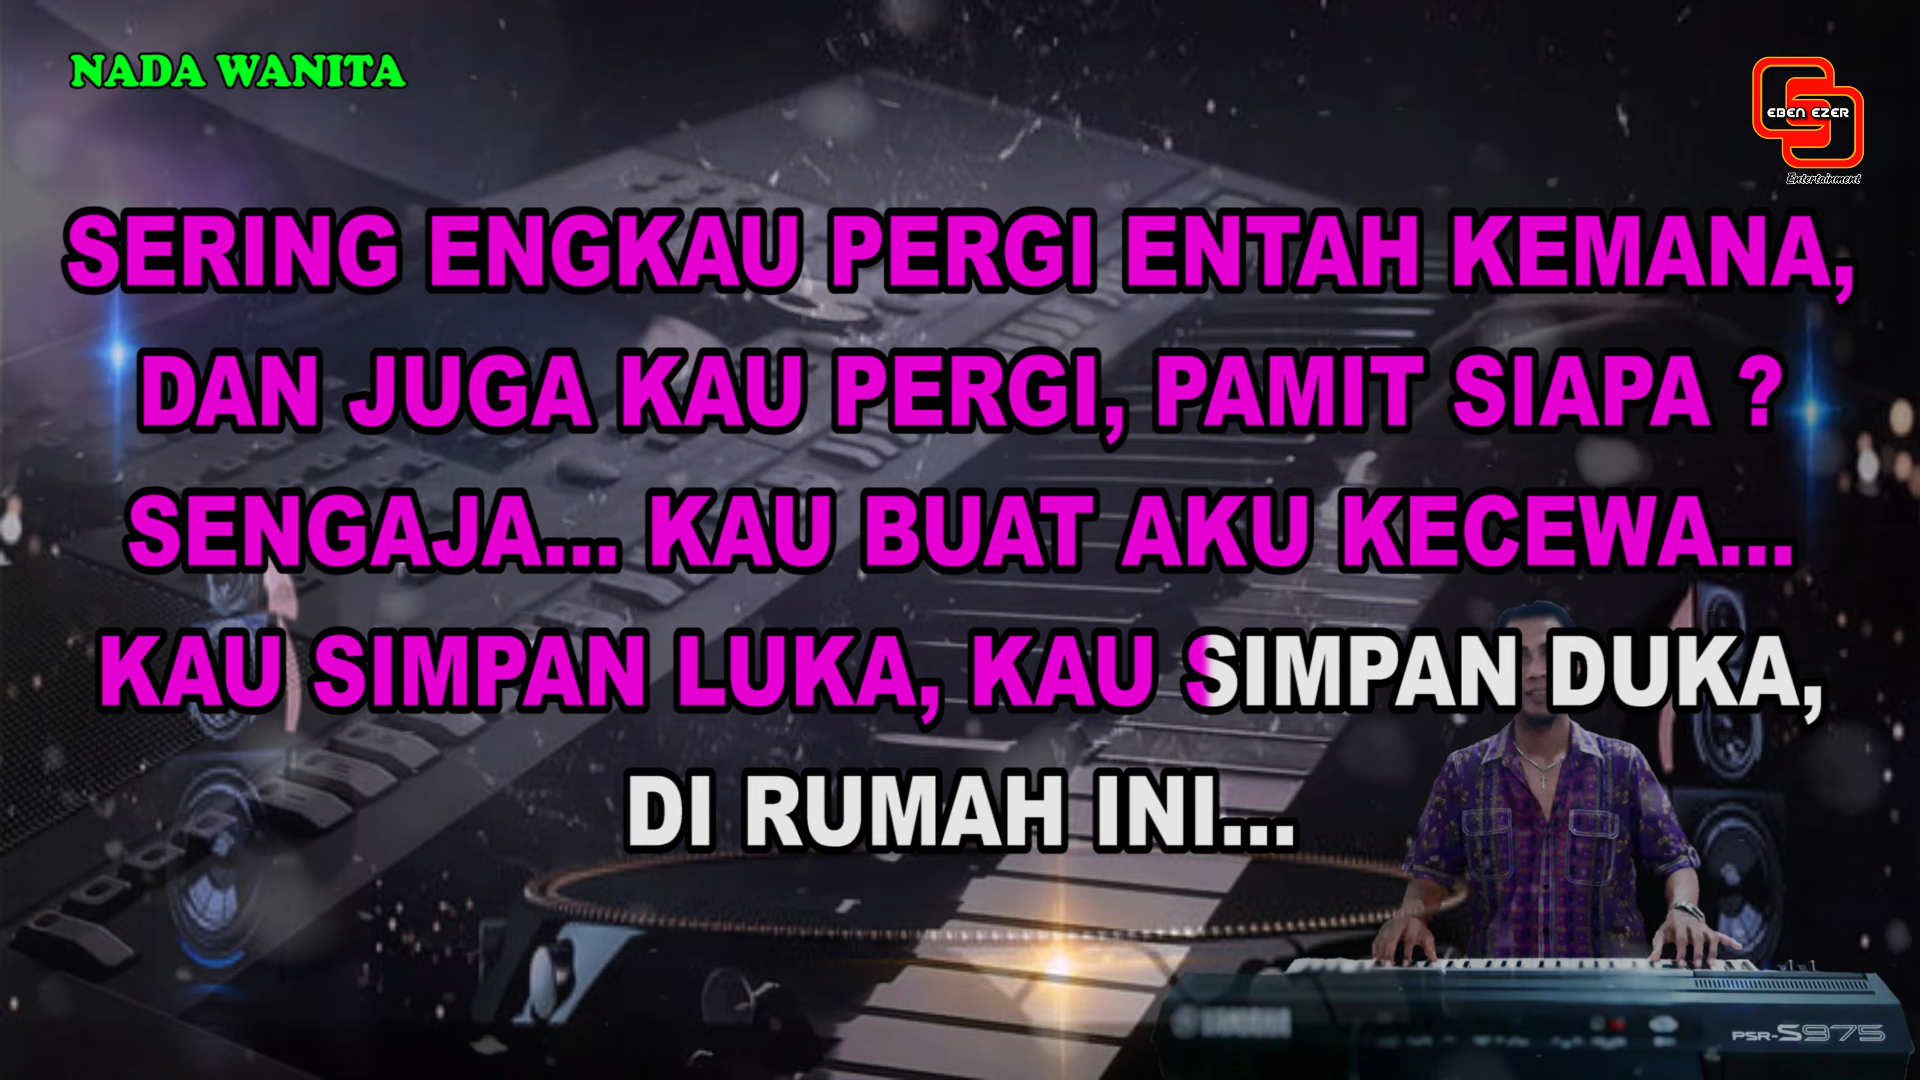 NADA WANITA
EBEN EZER
Entertainment
SERING ENGKAU PERGI ENTAH KEMANA,
DAN JUGA KAU PERGI, PAMIT SIAPA ?
SENGAJA... KAU BUAT AKU KECEWA...
KAU SIMPAN LUKA, KAU SIMPAN DUKA,
DI RUMAH INI...
YAMAHA
PSR-S975